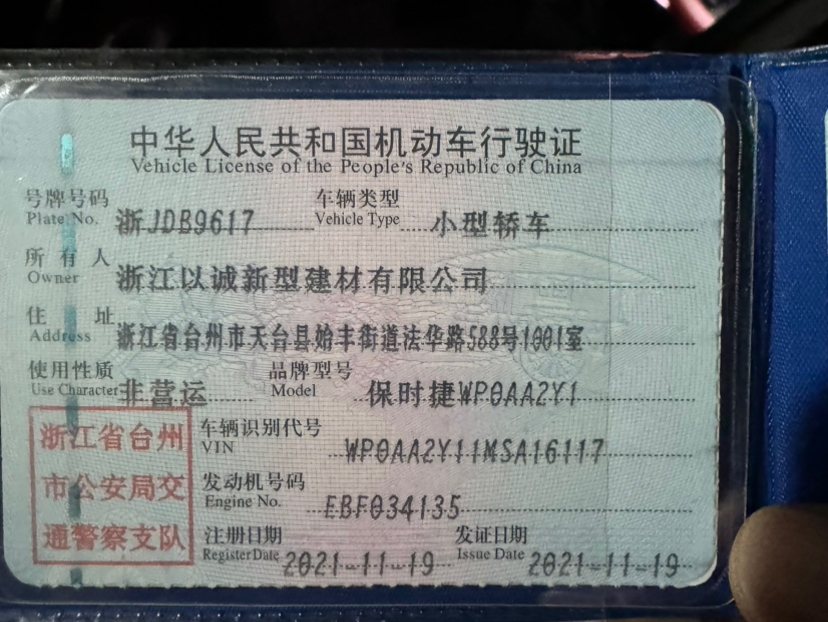 中华人民共和国机动车行驶证
Vehicle License of the People's Republic of China
号牌号码 浙JDB9617 车辆类型 小型轿车
Plate No. Vehicle Type
所有人 浙江以诚新型建材有限公司
Owner
住址 浙江省台州市天台县始丰街道法华路588号1001室
Address
使用性质 非营运 品牌型号 保时捷WP0AA2Y1
Use Character Model
浙江省台州
市公安局交
通警察支队
车辆识别代号 WP0AA2Y11MSA16117
VIN
发动机号码 EBF034135
Engine No.
注册日期 2021-11-19 发证日期 2021-11-19
Register Date Issue Date